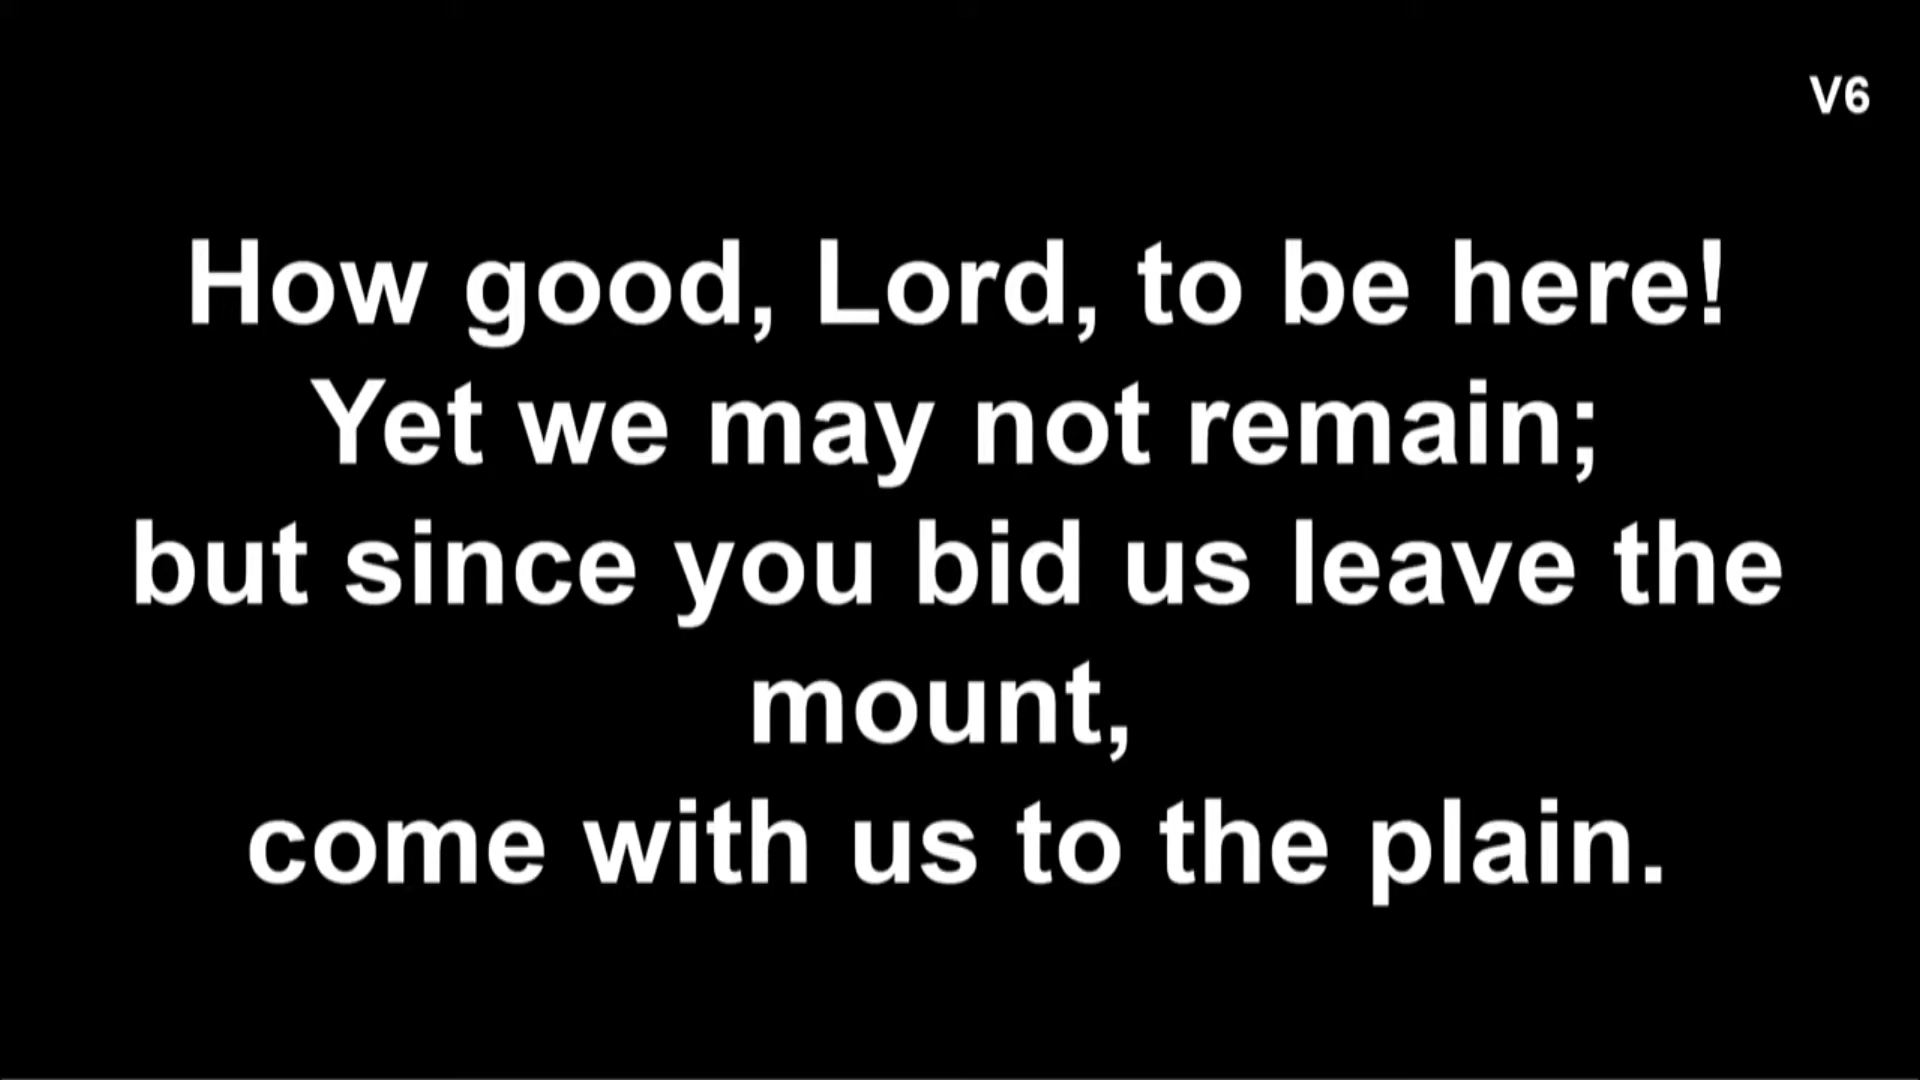 V6
How good, Lord, to be here!
Yet we may not remain;
but since you bid us leave the
mount,
come with us to the plain.